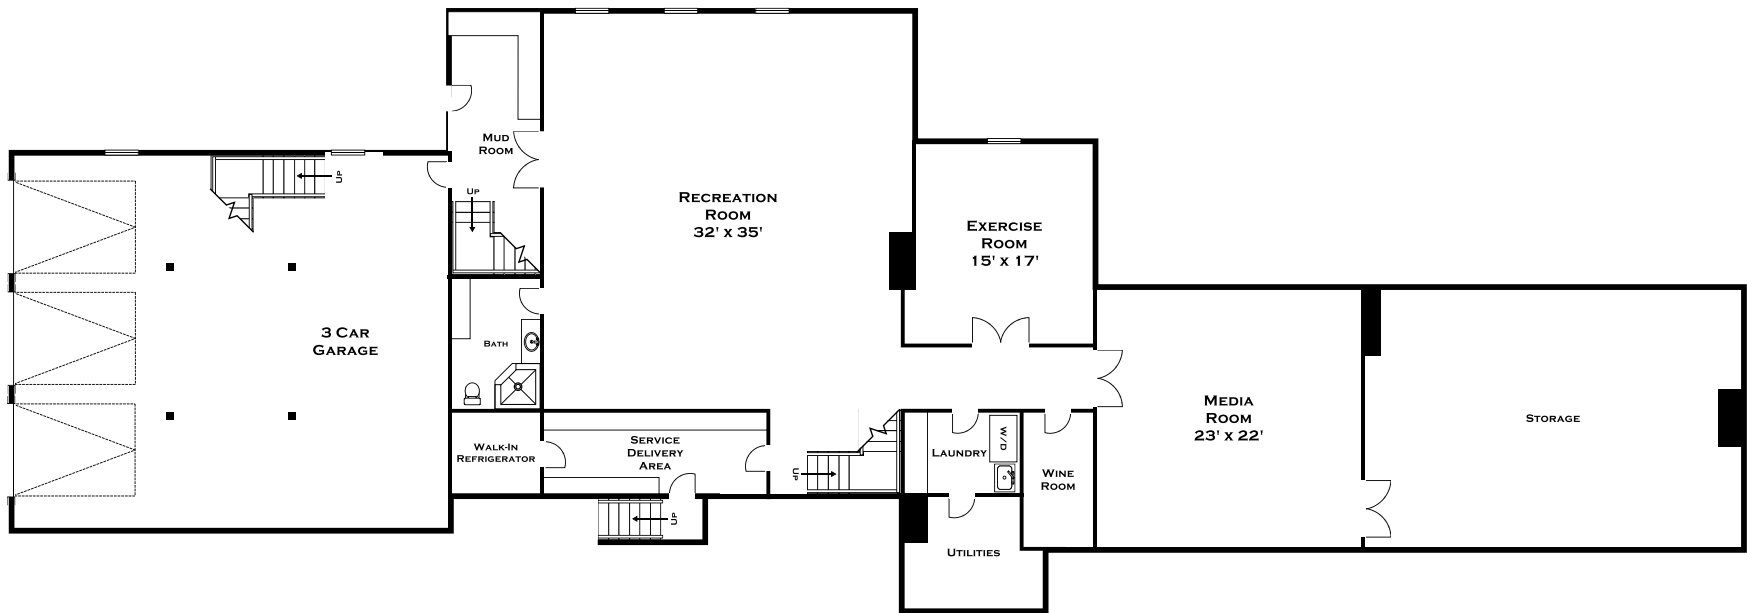 MUD
ROOM
UP
UP
RECREATION
ROOM
32' X 35'
EXERCISE
ROOM
15' X 17'
3 CAR
GARAGE
BATH
MEDIA
ROOM
23' X 22'
STORAGE
WALK-IN
REFRIGERATOR
SERVICE
DELIVERY
AREA
UP
LAUNDRY
W/D
WINE
ROOM
UP
UTILITIES